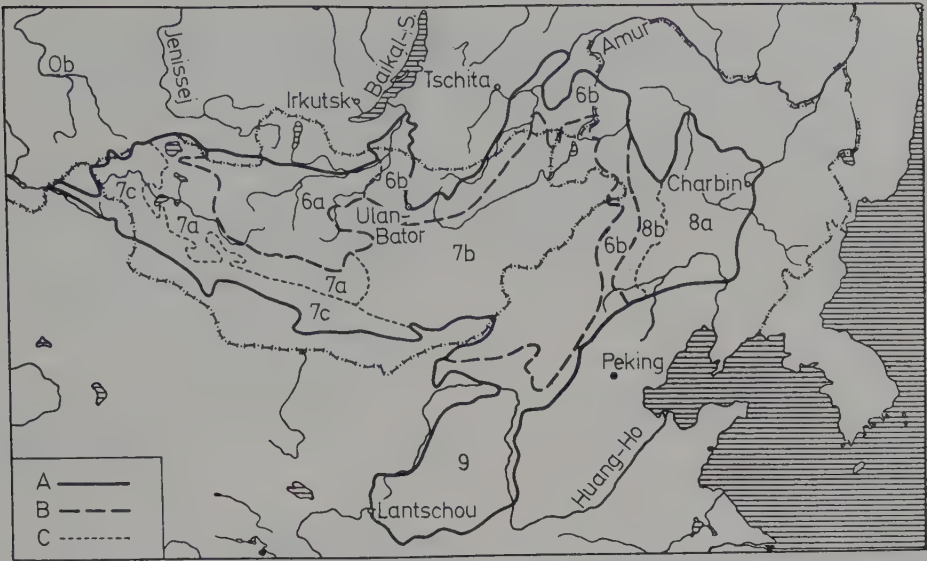 Ob
Jenissej
Baikal-S.
Irkutsk
Tschita
Amur
6b
Charbin
6b
6a
Ulan-
Bator
7c
7a
7b
6b
8b
8a
7a
7c
Peking
9
Huang-Ho
Lantschou
A
B
C